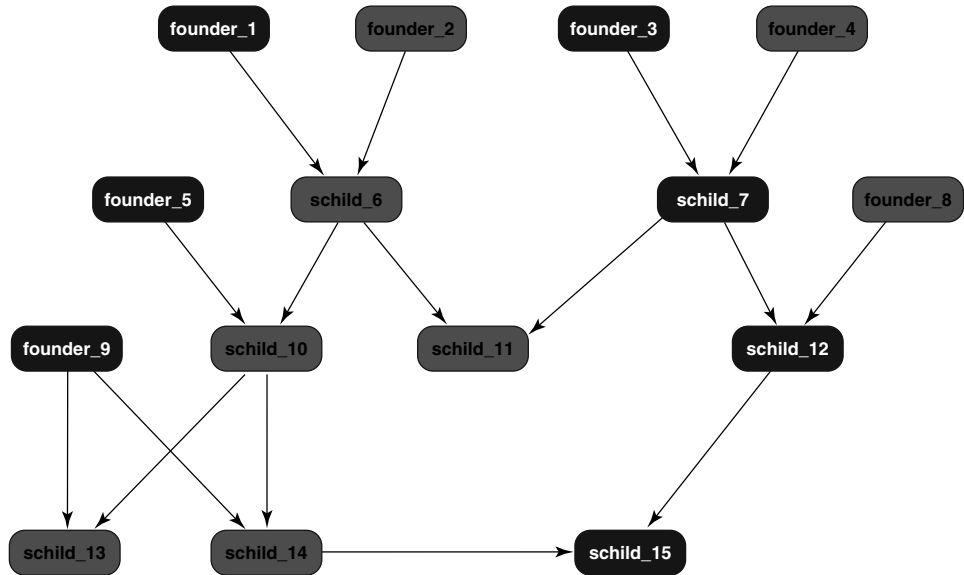 founder_1
founder_2
founder_3
founder_4
founder_5
schild_6
schild_7
founder_8
founder_9
schild_10
schild_11
schild_12
schild_13
schild_14
schild_15